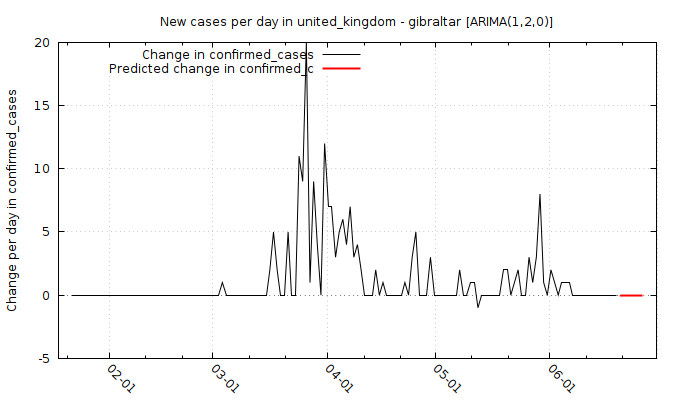 New cases per day in united_kingdom - gibraltar [ARIMA(1,2,0)]
Change in confirmed_cases
Predicted change in confirmed_c
Change per day in confirmed_cases
20
15
10
5
0
-5
02-01
03-01
04-01
05-01
06-01